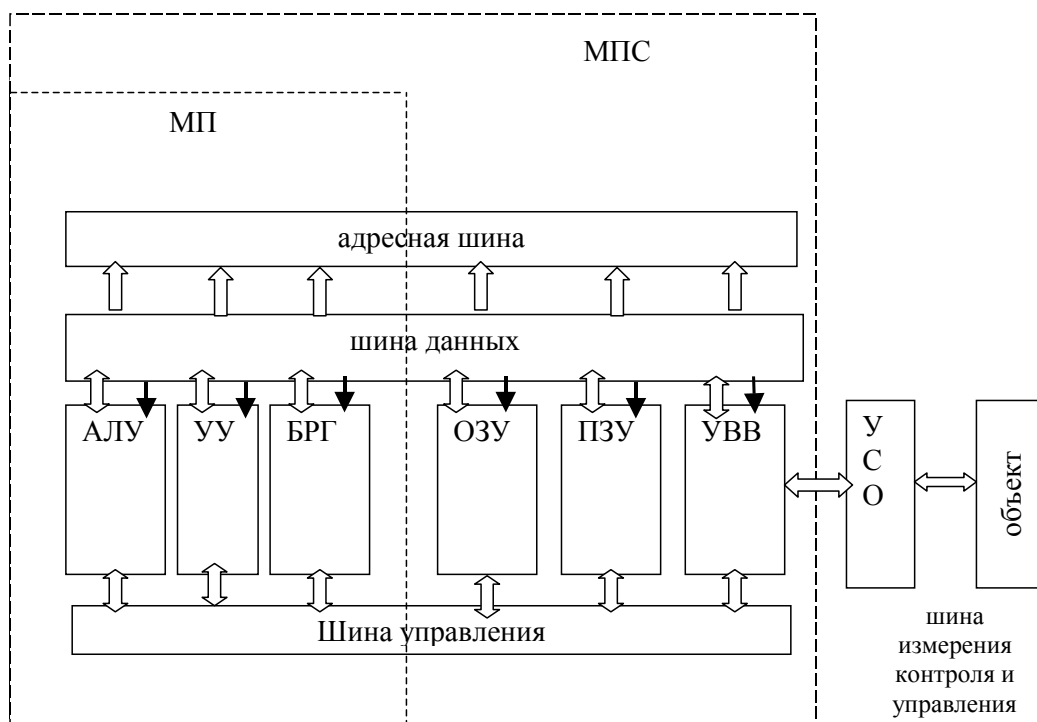 МПС
МП
адресная шина
шина данных
АЛУ
УУ
БРГ
ОЗУ
ПЗУ
УВВ
У
С
О
объект
Шина управления
шина
измерения
контроля и
управления